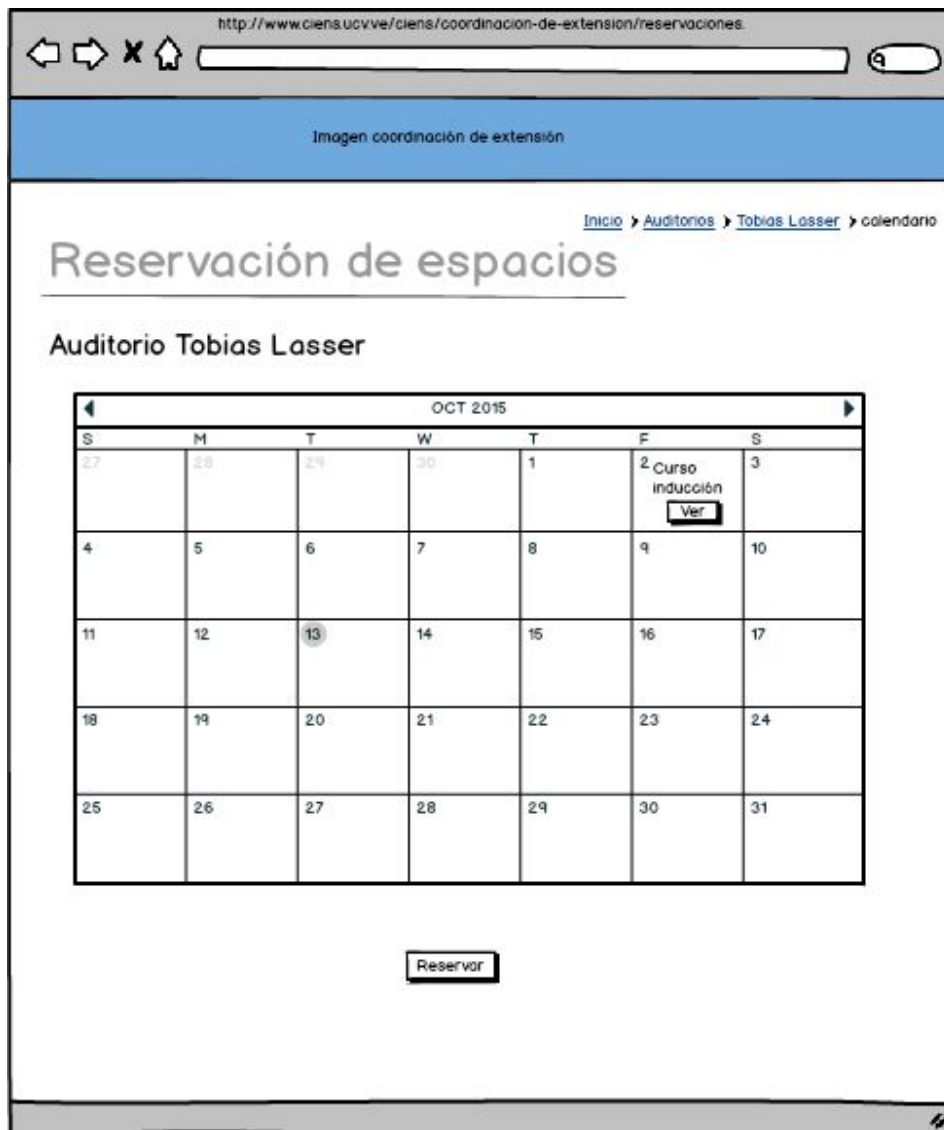 http://www.ciens.ucv.ve/ciens/coordinacion-de-extension/reservaciones.
Imagen coordinación de extensión
Inicio > Auditorios > Tobias Lasser > calendario
Reservación de espacios
Auditorio Tobias Lasser
OCT 2015
S M T W T F S
27 28 29 30 1 2 3
Curso
inducción
Ver
4 5 6 7 8 9 10
11 12 13 14 15 16 17
18 19 20 21 22 23 24
25 26 27 28 29 30 31
Reservar